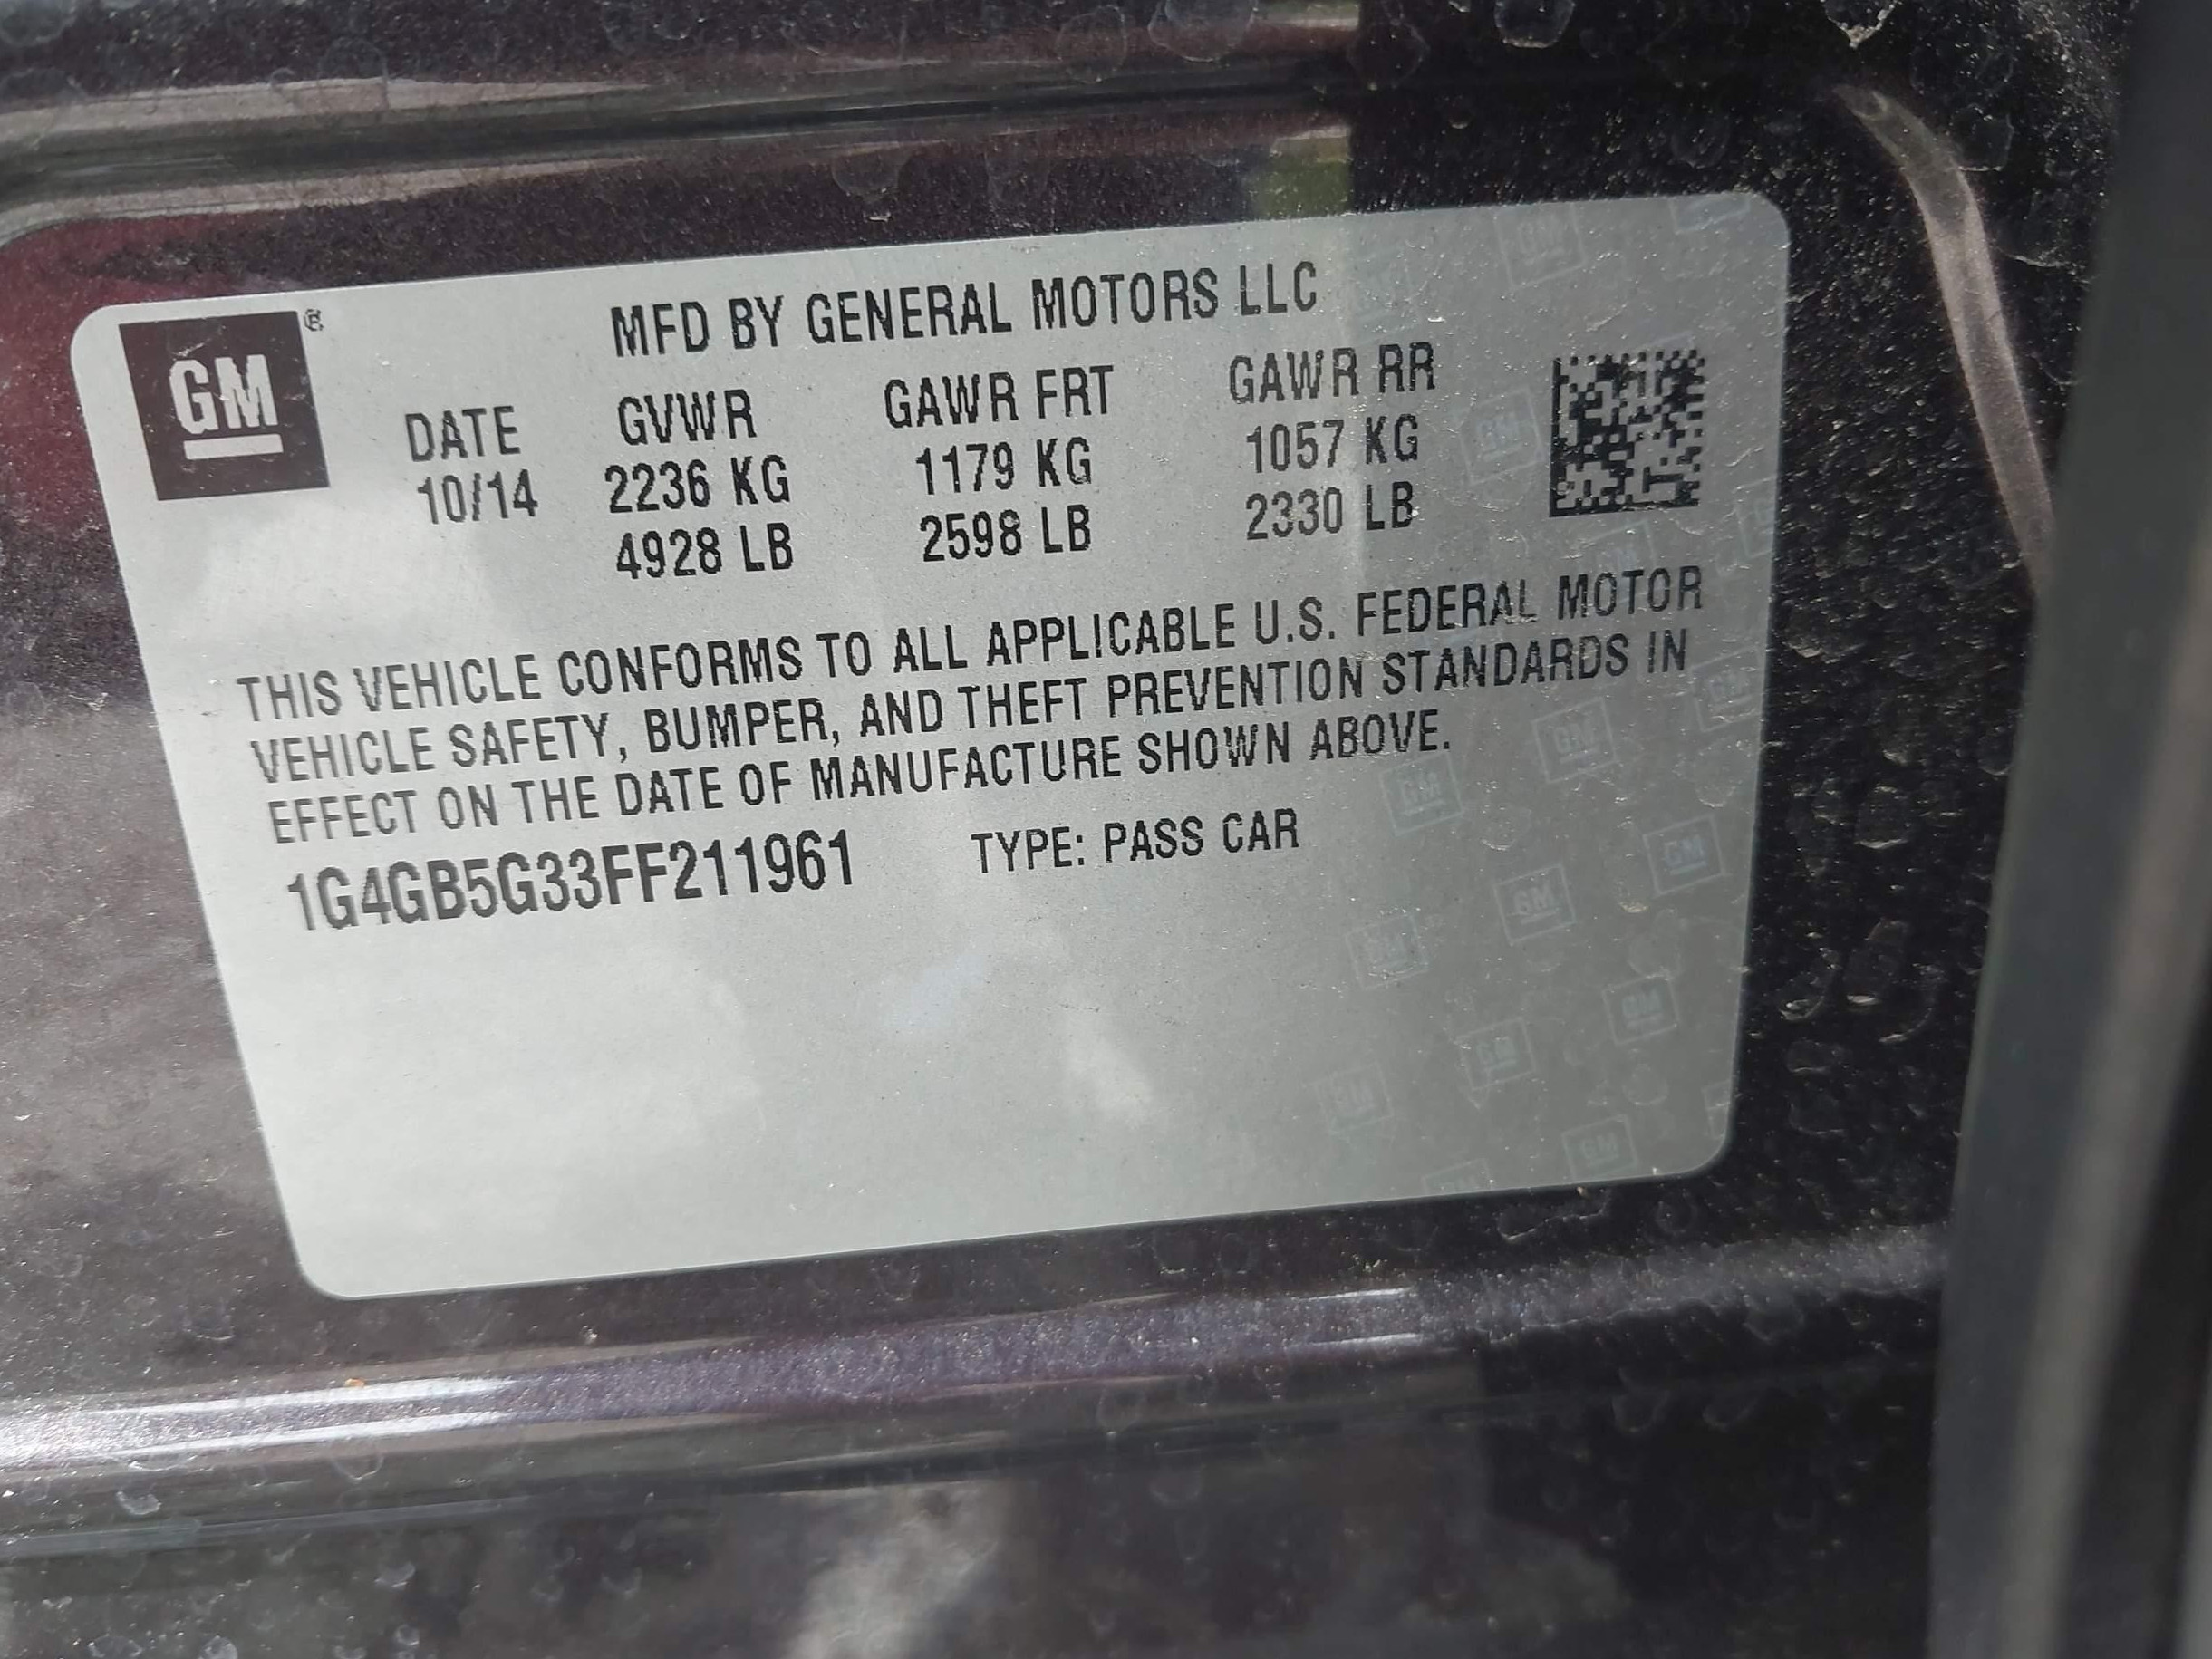 GM ®
MFD BY GENERAL MOTORS LLC
DATE GVWR GAWR FRT GAWR RR
10/14 2236 KG 1179 KG 1057 KG
4928 LB 2598 LB 2330 LB
THIS VEHICLE CONFORMS TO ALL APPLICABLE U.S. FEDERAL MOTOR
VEHICLE SAFETY, BUMPER, AND THEFT PREVENTION STANDARDS IN
EFFECT ON THE DATE OF MANUFACTURE SHOWN ABOVE.
1G4GB5G33FF211961 TYPE: PASS CAR